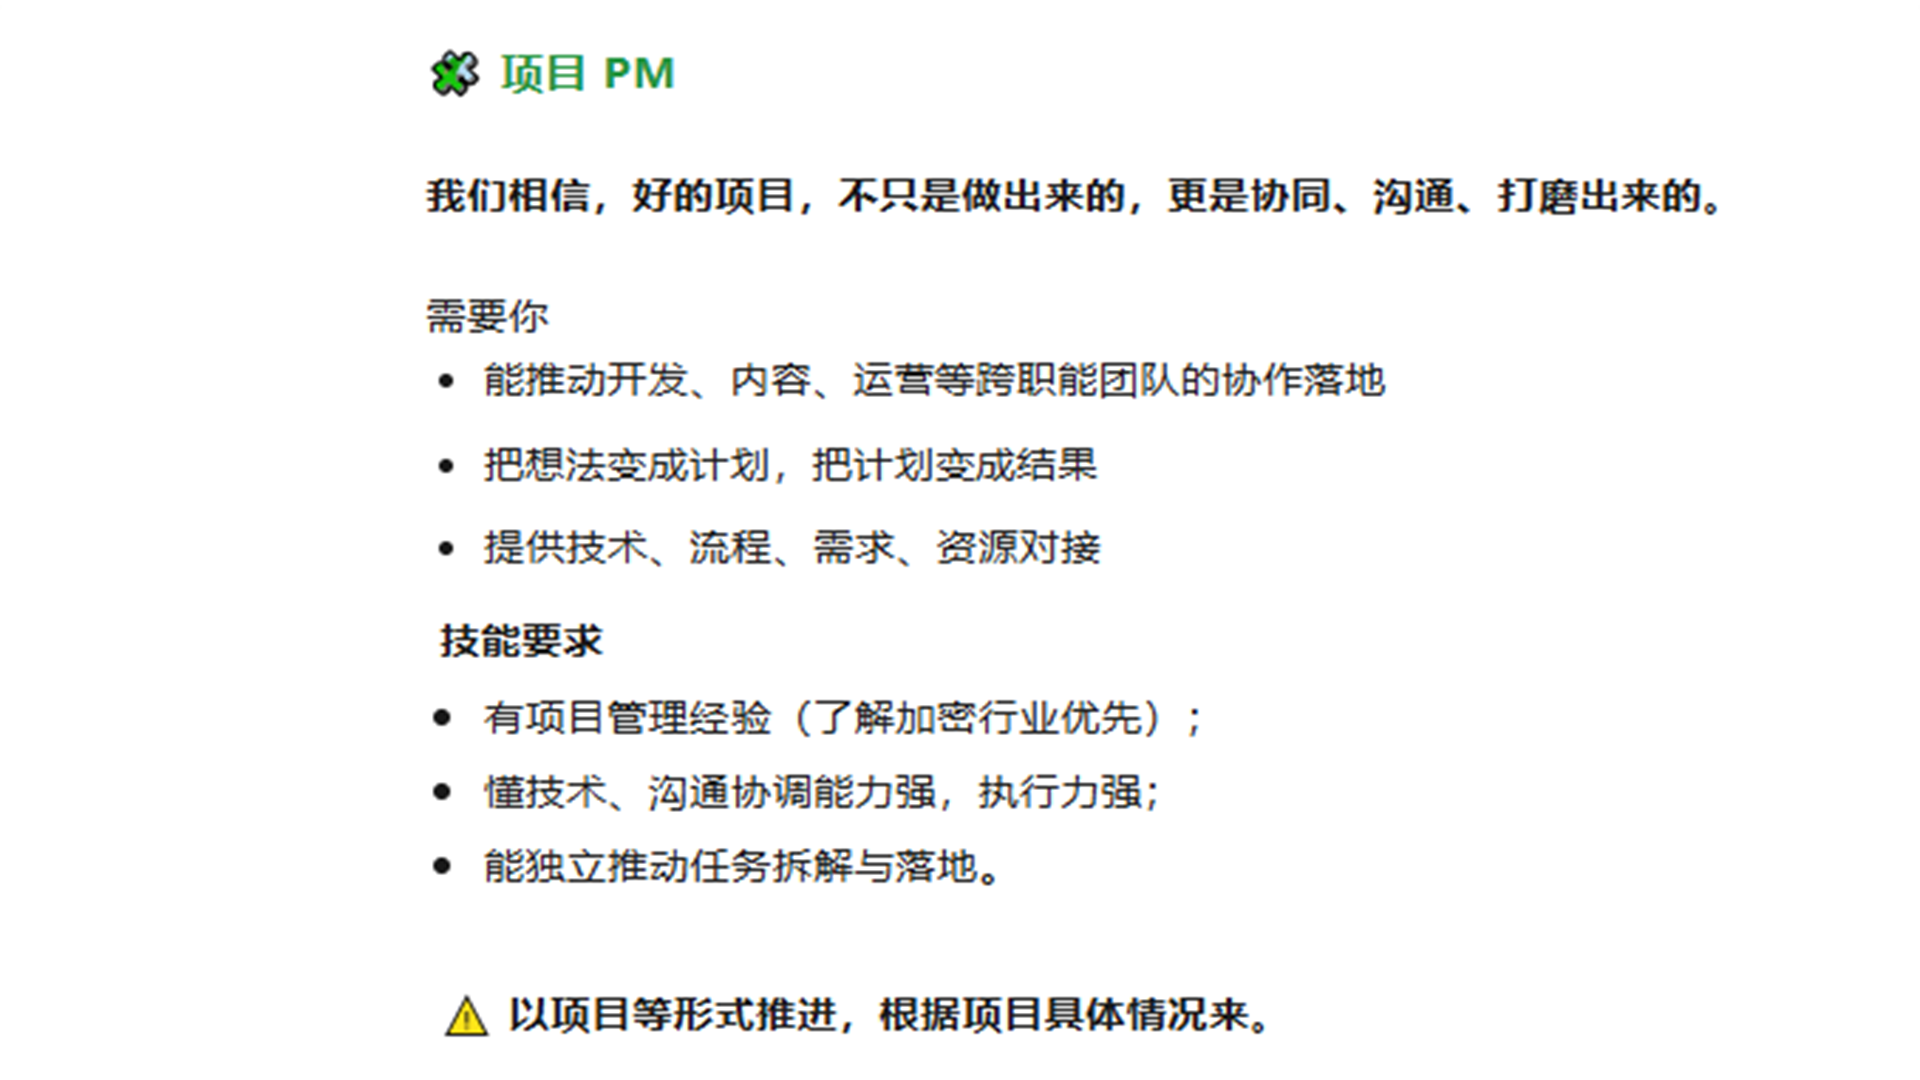 项目 PM
我们相信，好的项目，不只是做出来的，更是协同、沟通、打磨出来的。
需要你
• 能推动开发、内容、运营等跨职能团队的协作落地
• 把想法变成计划，把计划变成结果
• 提供技术、流程、需求、资源对接
技能要求
• 有项目管理经验（了解加密行业优先）；
• 懂技术、沟通协调能力强，执行力强；
• 能独立推动任务拆解与落地。
⚠ 以项目等形式推进，根据项目具体情况来。